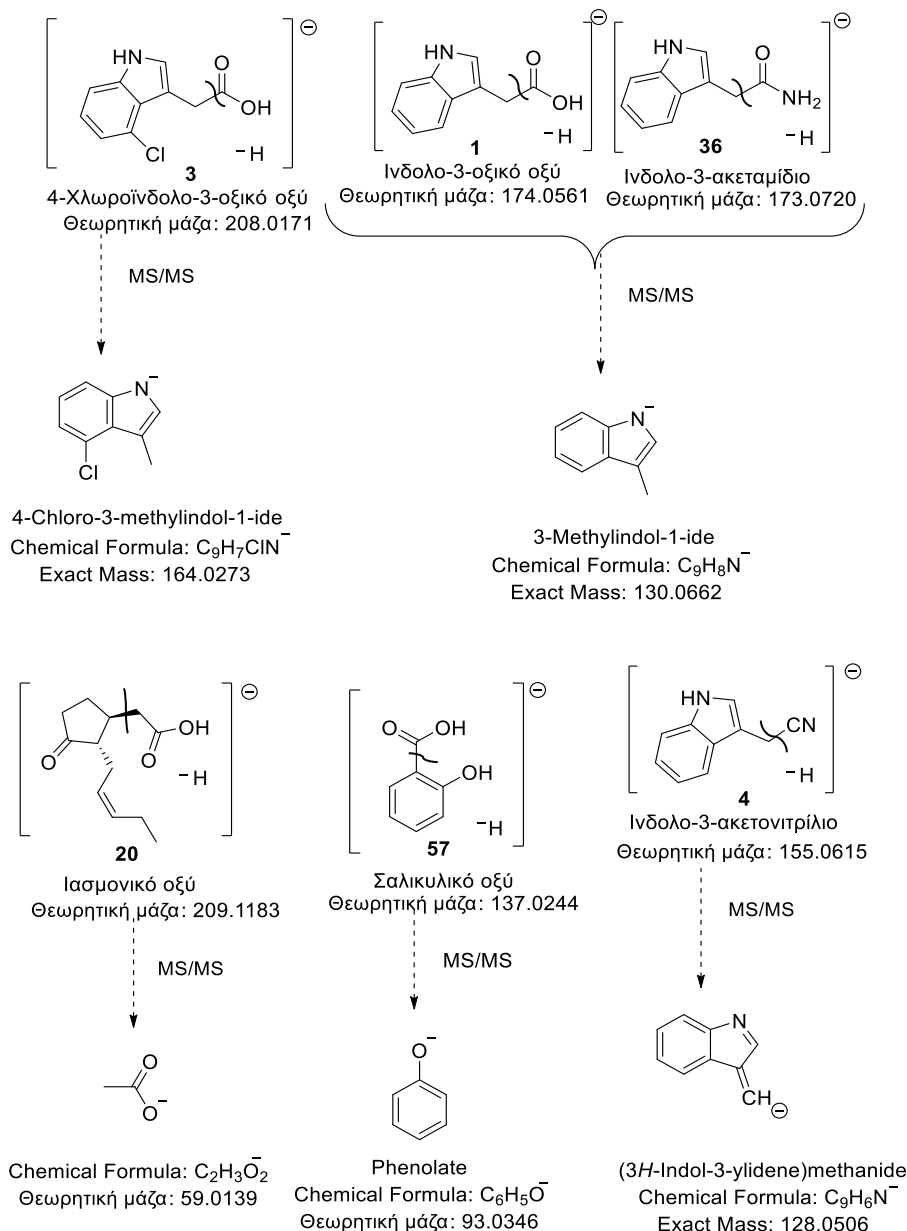 HN
O
OH
Cl
− H
3
4-Χλωροϊνδολο-3-οξικό οξύ
Θεωρητική μάζα: 208.0171
HN
O
OH
− H
1
Ινδολο-3-οξικό οξύ
Θεωρητική μάζα: 174.0561
HN
O
NH₂
− H
36
Ινδολο-3-ακεταμίδιο
Θεωρητική μάζα: 173.0720
MS/MS
MS/MS
N⁻
Cl
4-Chloro-3-methylindol-1-ide
Chemical Formula: C₉H₇ClN⁻
Exact Mass: 164.0273
N⁻
3-Methylindol-1-ide
Chemical Formula: C₉H₈N⁻
Exact Mass: 130.0662
O
OH
O
− H
20
Ιασμονικό οξύ
Θεωρητική μάζα: 209.1183
O
OH
OH
−H
57
Σαλικυλικό οξύ
Θεωρητική μάζα: 137.0244
HN
CN
− H
4
Ινδολο-3-ακετονιτρίλιο
Θεωρητική μάζα: 155.0615
MS/MS
MS/MS
MS/MS
O
O⁻
Chemical Formula: C₂H₃O₂⁻
Θεωρητική μάζα: 59.0139
O⁻
Phenolate
Chemical Formula: C₆H₅O⁻
Θεωρητική μάζα: 93.0346
N
CH
⊖
(3H-Indol-3-ylidene)methanide
Chemical Formula: C₉H₆N⁻
Exact Mass: 128.0506